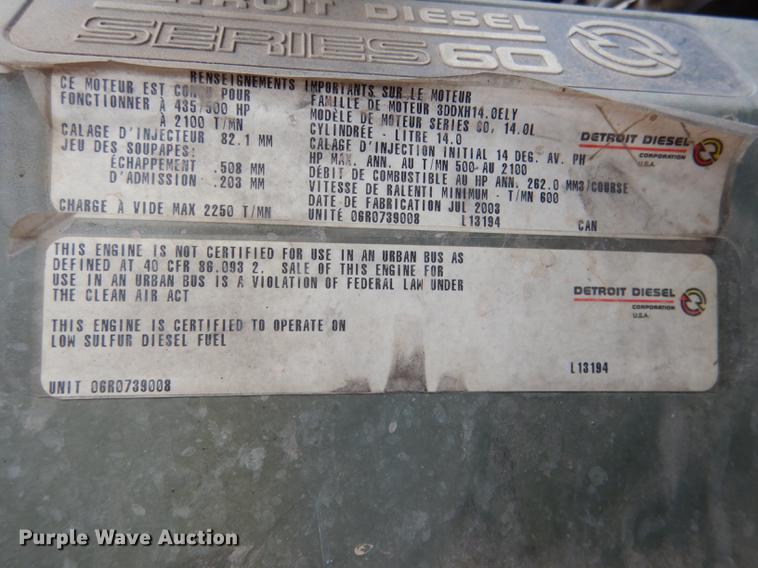 DETROIT DIESEL
SERIES 60
RENSEIGNEMENTS IMPORTANTS SUR LE MOTEUR
CE MOTEUR EST CONÇU POUR
FONCTIONNER À 435/500 HP
À 2100 T/MN
CALAGE D'INJECTEUR 82.1 MM
JEU DES SOUPAPES:
ÉCHAPPEMENT .508 MM
D'ADMISSION .203 MM
CHARGE À VIDE MAX 2250 T/MN
FAMILLE DE MOTEUR 3DDXH14.0ELY
MODÈLE DE MOTEUR SERIES 60, 14.0L
CYLINDRÉE - LITRE 14.0
CALAGE D'INJECTION INITIAL 14 DEG. AV. PH
HP MAX. ANN. AU T/MN 500-AU 2100
DÉBIT DE COMBUSTIBLE AU HP ANN. 262.0 MM3/COURSE
VITESSE DE RALENTI MINIMUM - T/MN 600
DATE DE FABRICATION JUL 2003
UNITÉ 06R0739008 L13194 CAN
DETROIT DIESEL
CORPORATION
U.S.A.
THIS ENGINE IS NOT CERTIFIED FOR USE IN AN URBAN BUS AS
DEFINED AT 40 CFR 86.093 2. SALE OF THIS ENGINE FOR
USE IN AN URBAN BUS IS A VIOLATION OF FEDERAL LAW UNDER
THE CLEAN AIR ACT
THIS ENGINE IS CERTIFIED TO OPERATE ON
LOW SULFUR DIESEL FUEL
DETROIT DIESEL
CORPORATION
U.S.A.
L13194
UNIT 06R0739008
Purple Wave Auction